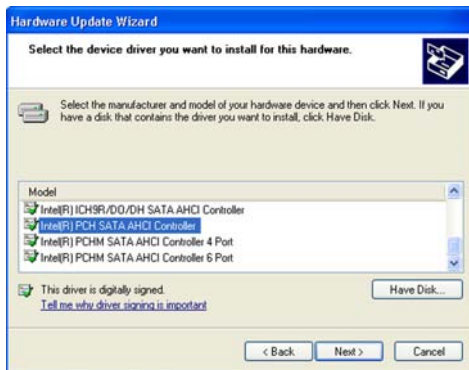 Hardware Update Wizard
Select the device driver you want to install for this hardware.
Select the manufacturer and model of your hardware device and then click Next. If you
have a disk that contains the driver you want to install, click Have Disk.
Model
Intel(R) ICH9R/DO/DH SATA AHCI Controller
Intel(R) PCH SATA AHCI Controller
Intel(R) PCHM SATA AHCI Controller 4 Port
Intel(R) PCHM SATA AHCI Controller 6 Port
This driver is digitally signed.
Tell me why driver signing is important
Have Disk...
< Back
Next >
Cancel